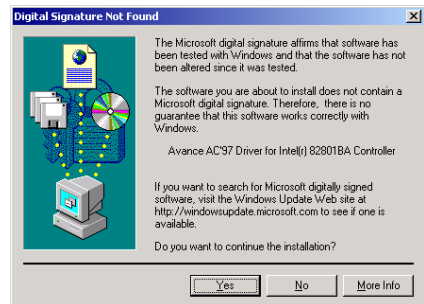 Digital Signature Not Found
The Microsoft digital signature affirms that software has
been tested with Windows and that the software has not
been altered since it was tested.
The software you are about to install does not contain a
Microsoft digital signature. Therefore, there is no
guarantee that this software works correctly with
Windows.
Avance AC'97 Driver for Intel(r) 82801BA Controller
If you want to search for Microsoft digitally signed
software, visit the Windows Update Web site at
http://windowsupdate.microsoft.com to see if one is
available.
Do you want to continue the installation?
Yes No More Info